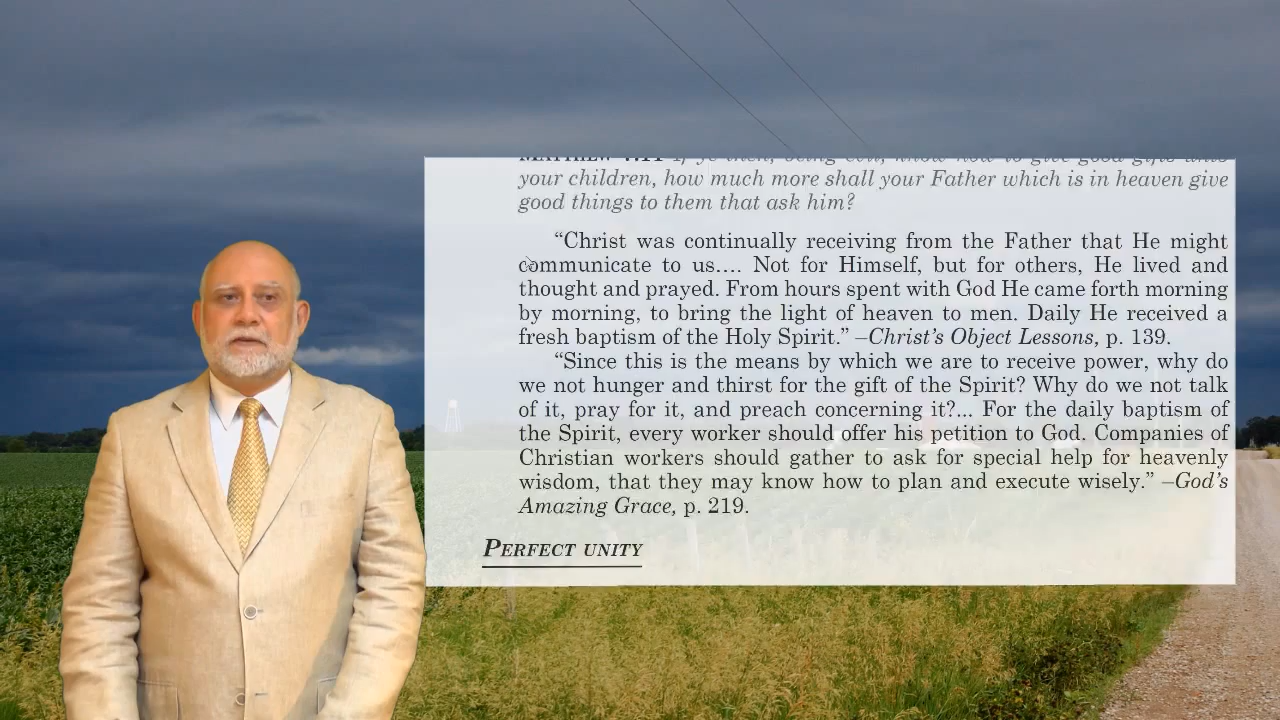 your children, how much more shall your Father which is in heaven give
good things to them that ask him?
“Christ was continually receiving from the Father that He might
communicate to us.... Not for Himself, but for others, He lived and
thought and prayed. From hours spent with God He came forth morning
by morning, to bring the light of heaven to men. Daily He received a
fresh baptism of the Holy Spirit.” –Christ’s Object Lessons, p. 139.
“Since this is the means by which we are to receive power, why do
we not hunger and thirst for the gift of the Spirit? Why do we not talk
of it, pray for it, and preach concerning it?... For the daily baptism of
the Spirit, every worker should offer his petition to God. Companies of
Christian workers should gather to ask for special help for heavenly
wisdom, that they may know how to plan and execute wisely.” –God’s
Amazing Grace, p. 219.
PERFECT UNITY